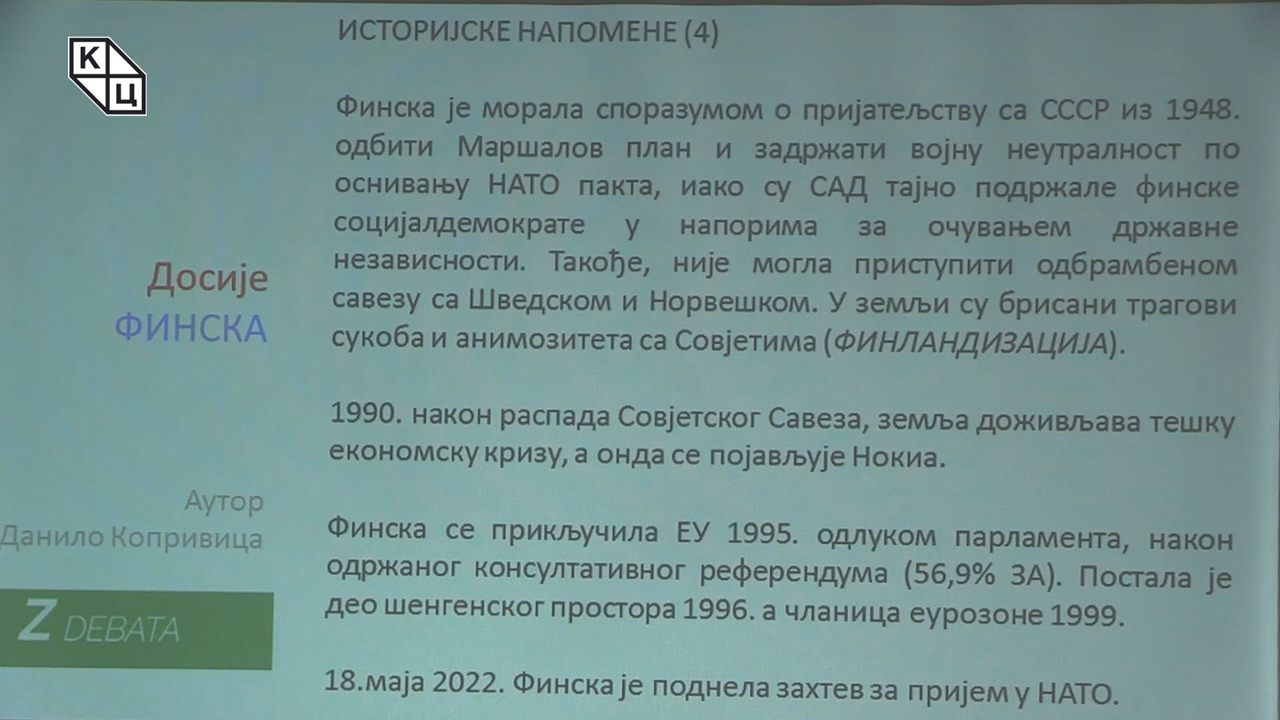 К
Ц
ИСТОРИЈСКЕ НАПОМЕНЕ (4)
Финска је морала споразумом о пријатељству са СССР из 1948.
одбити Маршалов план и задржати војну неутралност по
оснивању НАТО пакта, иако су САД тајно подржале финске
социјалдемократе у напорима за очувањем државне
независности. Такође, није могла приступити одбрамбеном
савезу са Шведском и Норвешком. У земљи су брисани трагови
сукоба и анимозитета са Совјетима (ФИНЛАНДИЗАЦИЈА).
1990. након распада Совјетског Савеза, земља доживљава тешку
економску кризу, а онда се појављује Нокиа.
Финска се прикључила ЕУ 1995. одлуком парламента, након
одржаног консултативног референдума (56,9% ЗА). Постала је
део шенгенског простора 1996. а чланица еурозоне 1999.
18.маја 2022. Финска је поднела захтев за пријем у НАТО.
Досије
ФИНСКА
Аутор
Данило Копривица
Z DEBATA